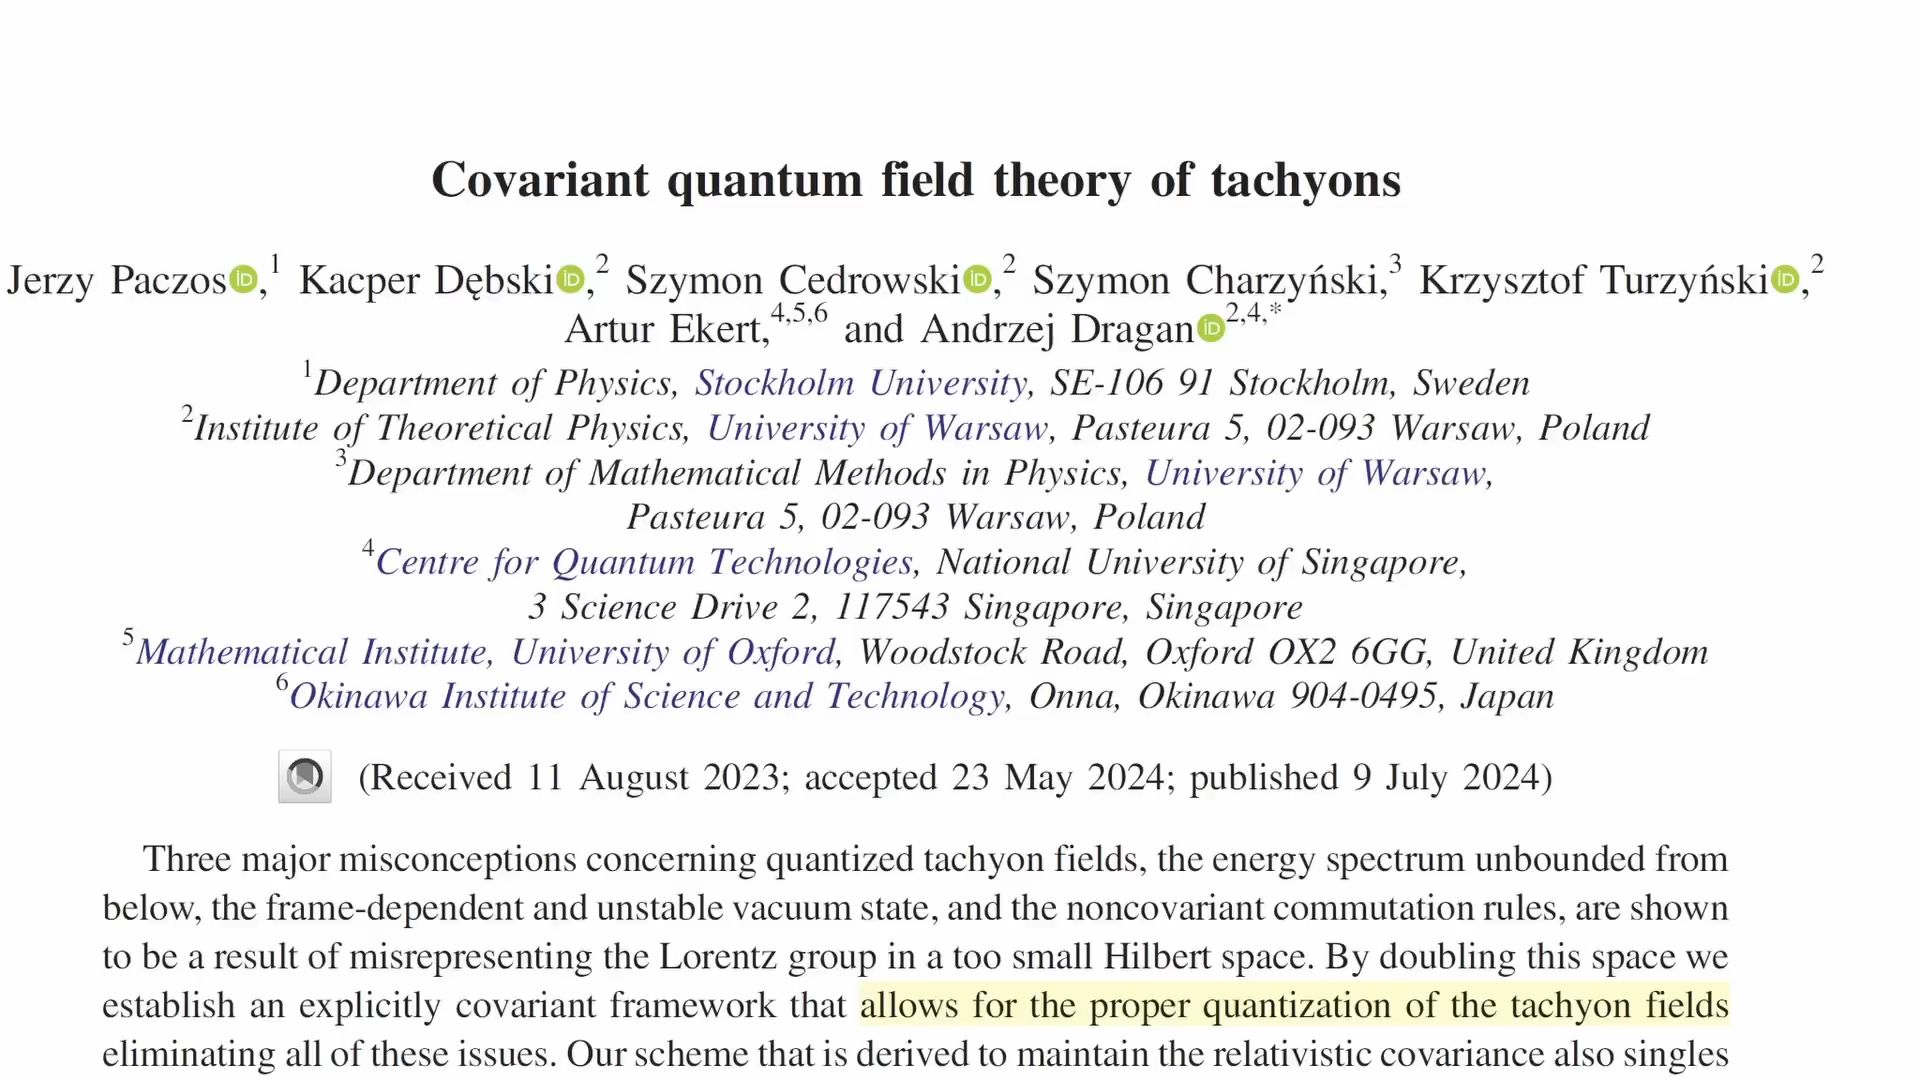 Covariant quantum field theory of tachyons
Jerzy Paczos iD,1 Kacper Dębski iD,2 Szymon Cedrowski iD,2 Szymon Charzyński,3 Krzysztof Turzyński iD,2
Artur Ekert,4,5,6 and Andrzej Dragan iD2,4,*
1Department of Physics, Stockholm University, SE-106 91 Stockholm, Sweden
2Institute of Theoretical Physics, University of Warsaw, Pasteura 5, 02-093 Warsaw, Poland
3Department of Mathematical Methods in Physics, University of Warsaw,
Pasteura 5, 02-093 Warsaw, Poland
4Centre for Quantum Technologies, National University of Singapore,
3 Science Drive 2, 117543 Singapore, Singapore
5Mathematical Institute, University of Oxford, Woodstock Road, Oxford OX2 6GG, United Kingdom
6Okinawa Institute of Science and Technology, Onna, Okinawa 904-0495, Japan
(Received 11 August 2023; accepted 23 May 2024; published 9 July 2024)
Three major misconceptions concerning quantized tachyon fields, the energy spectrum unbounded from
below, the frame-dependent and unstable vacuum state, and the noncovariant commutation rules, are shown
to be a result of misrepresenting the Lorentz group in a too small Hilbert space. By doubling this space we
establish an explicitly covariant framework that allows for the proper quantization of the tachyon fields
eliminating all of these issues. Our scheme that is derived to maintain the relativistic covariance also singles